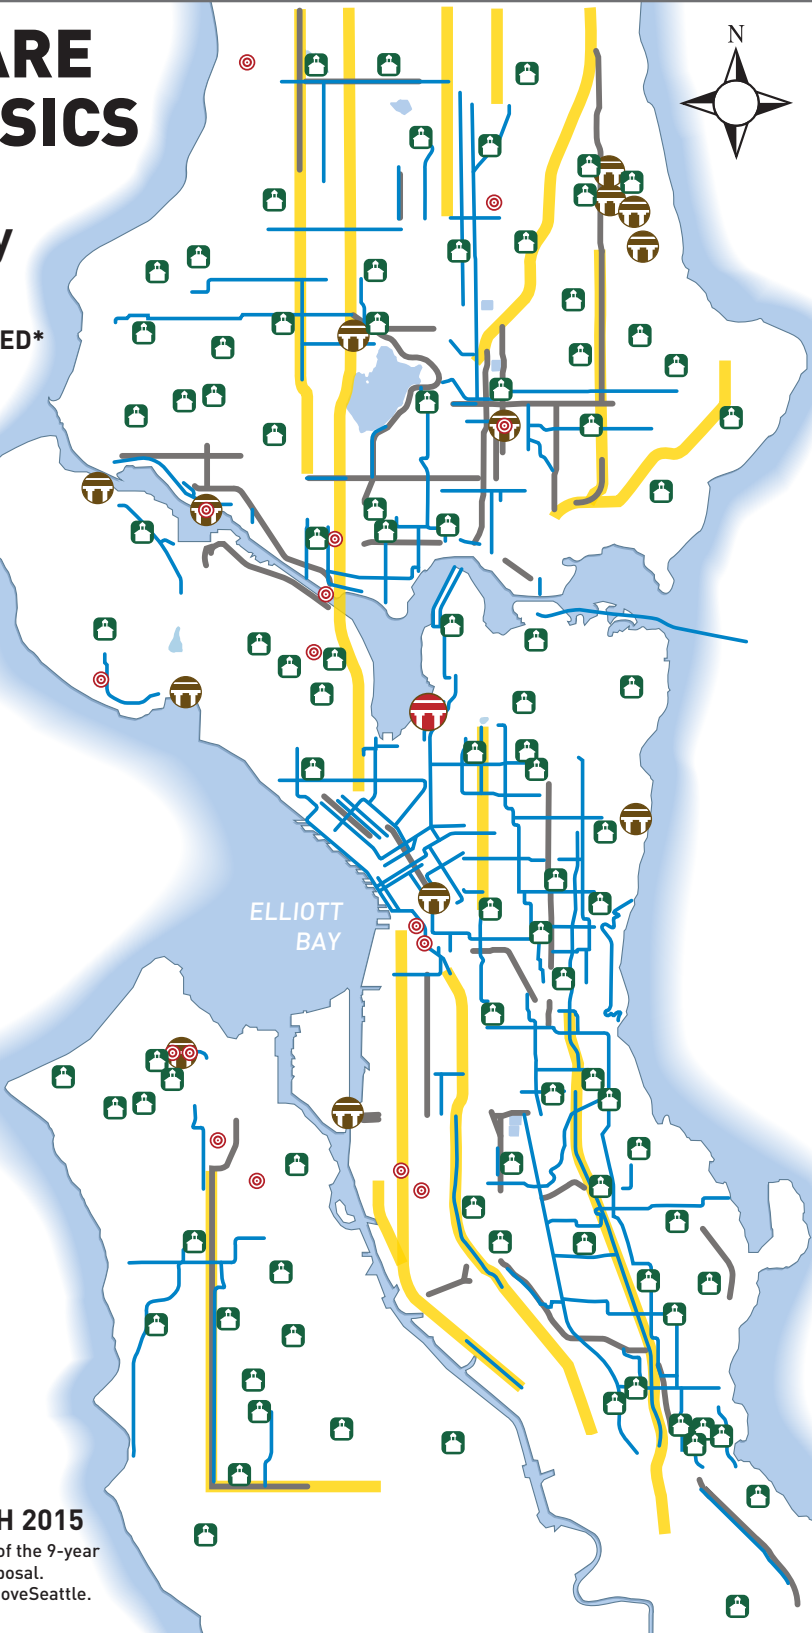 ARE
SICS
N
y
ED*
ELLIOTT
BAY
H 2015
of the 9-year
posal.
oveSeattle.